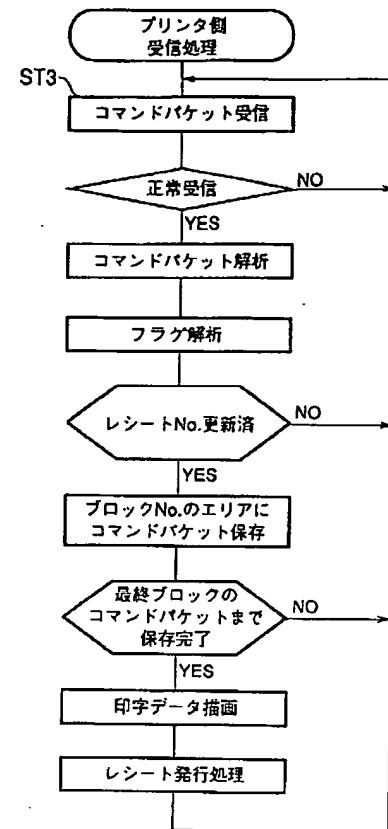 プリンタ側
受信処理
ST3
コマンドパケット受信
正常受信
NO
YES
コマンドパケット解析
フラグ解析
レシートNo.更新済
NO
YES
ブロックNo.のエリアに
コマンドパケット保存
最終ブロックの
コマンドパケットまで
保存完了
NO
YES
印字データ描画
レシート発行処理